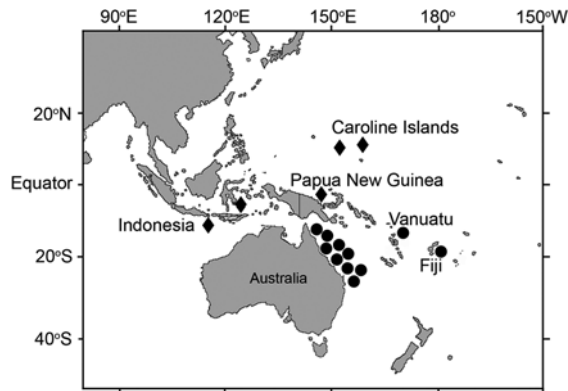 90°E 120°E 150°E 180°E 150°W
20°N
Caroline Islands
Equator
Papua New Guinea
Indonesia
Vanuatu
20°S
Fiji
Australia
40°S